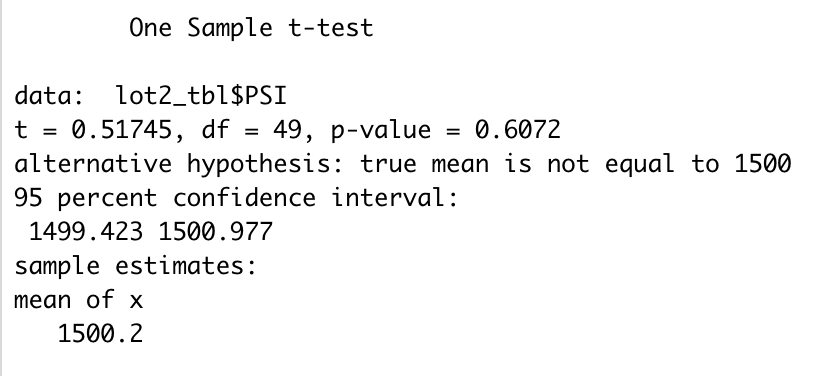 One Sample t-test
data:  lot2_tbl$PSI
t = 0.51745, df = 49, p-value = 0.6072
alternative hypothesis: true mean is not equal to 1500
95 percent confidence interval:
1499.423 1500.977
sample estimates:
mean of x
1500.2